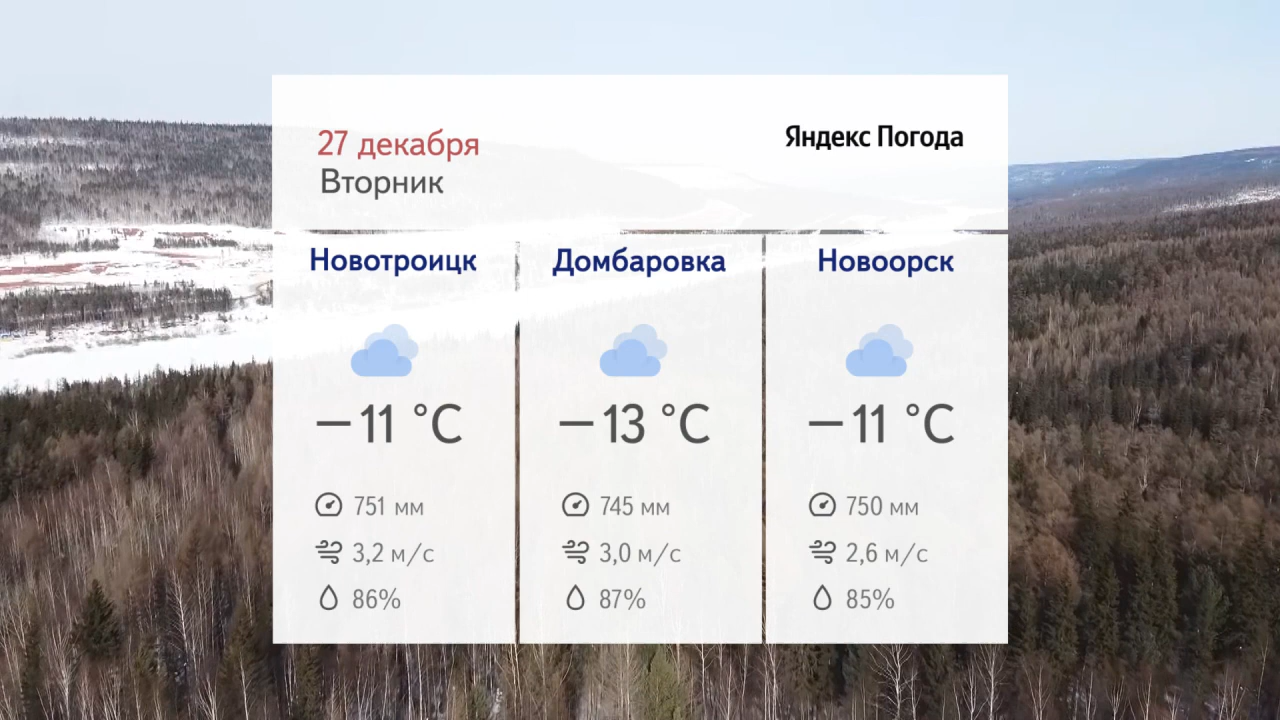 27 декабря
Яндекс Погода
Вторник
Новотроицк
Домбаровка
Новоорск
−11 °C
−13 °C
−11 °C
751 мм
745 мм
750 мм
3,2 м/с
3,0 м/с
2,6 м/с
86%
87%
85%